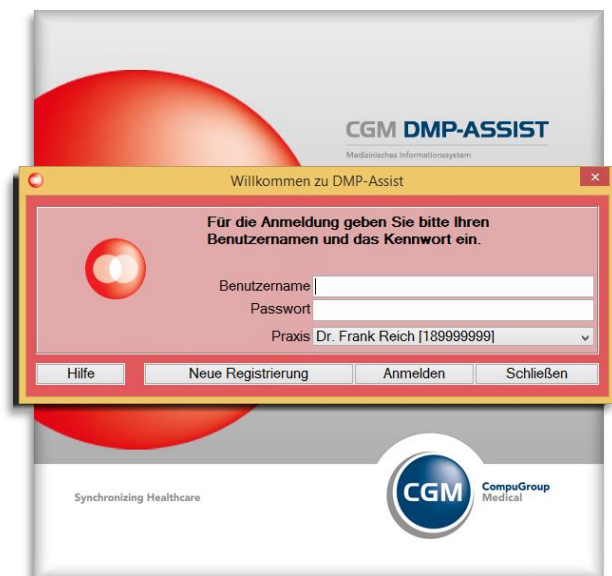 CGM DMP-ASSIST
Medizinisches Informationssystem
Willkommen zu DMP-Assist
Für die Anmeldung geben Sie bitte Ihren
Benutzernamen und das Kennwort ein.
Benutzername
Passwort
Praxis Dr. Frank Reich [189999999]
Hilfe Neue Registrierung Anmelden Schließen
Synchronizing Healthcare
CGM CompuGroup
Medical